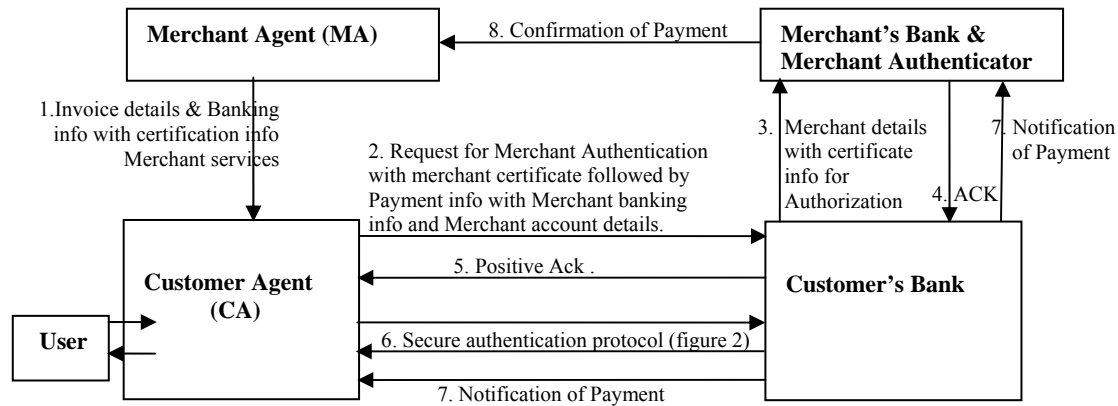 Merchant Agent (MA)
8. Confirmation of Payment
Merchant’s Bank &
Merchant Authenticator
1.Invoice details & Banking
info with certification info
Merchant services
2. Request for Merchant Authentication
with merchant certificate followed by
Payment info with Merchant banking
info and Merchant account details.
3. Merchant details
with certificate
info for
Authorization
4. ACK
7. Notification
of Payment
Customer Agent
(CA)
5. Positive Ack .
Customer’s Bank
User
6. Secure authentication protocol (figure 2)
7. Notification of Payment